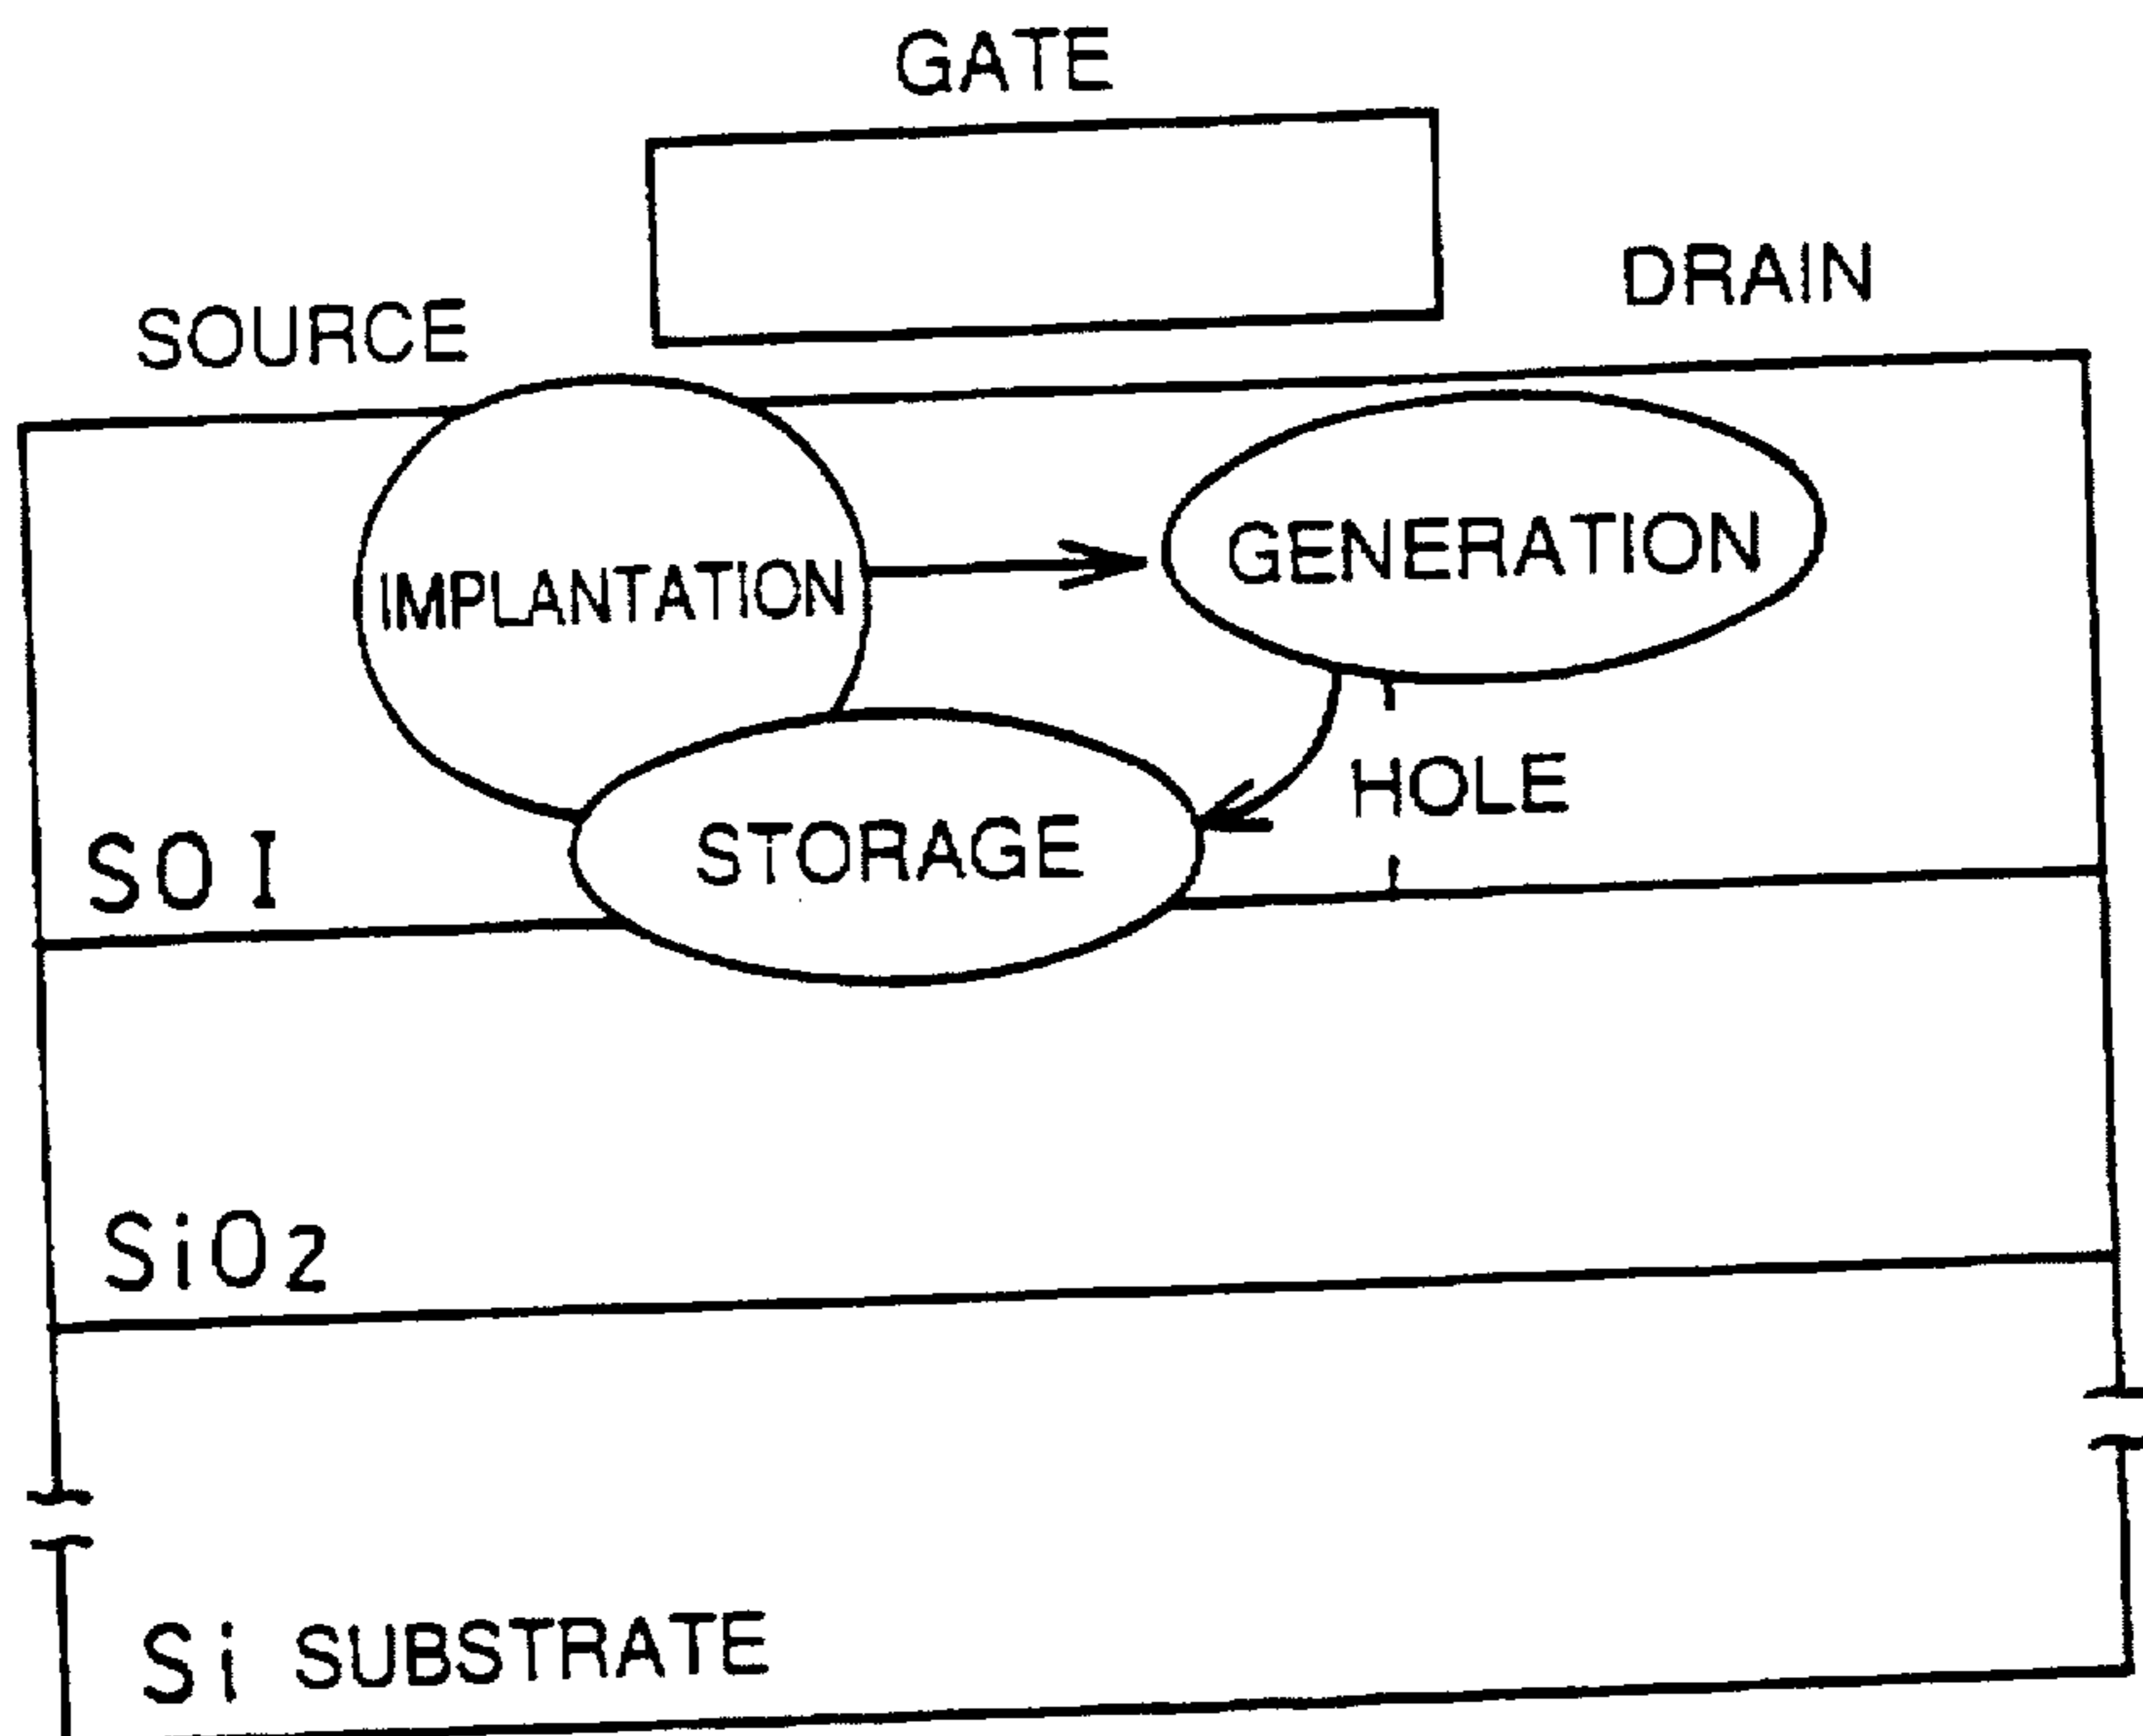 GATE
DRAIN
SOURCE
GENERATION
IMPLANTATION
HOLE
STORAGE
SOI
SiO2
Si SUBSTRATE